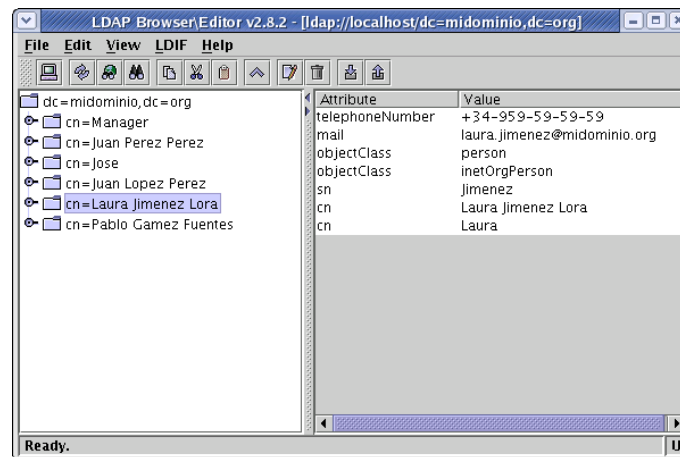 LDAP Browser\Editor v2.8.2 - [ldap://localhost/dc=midominio,dc=org]
File Edit View LDIF Help
dc=midominio,dc=org
cn=Manager
cn=Juan Perez Perez
cn=Jose
cn=Juan Lopez Perez
cn=Laura Jimenez Lora
cn=Pablo Gamez Fuentes
Attribute Value
telephoneNumber +34-959-59-59-59
mail laura.jimenez@midominio.org
objectClass person
objectClass inetOrgPerson
sn Jimenez
cn Laura Jimenez Lora
cn Laura
Ready.